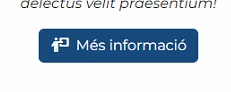 delectus velit praesentium!
Més informació